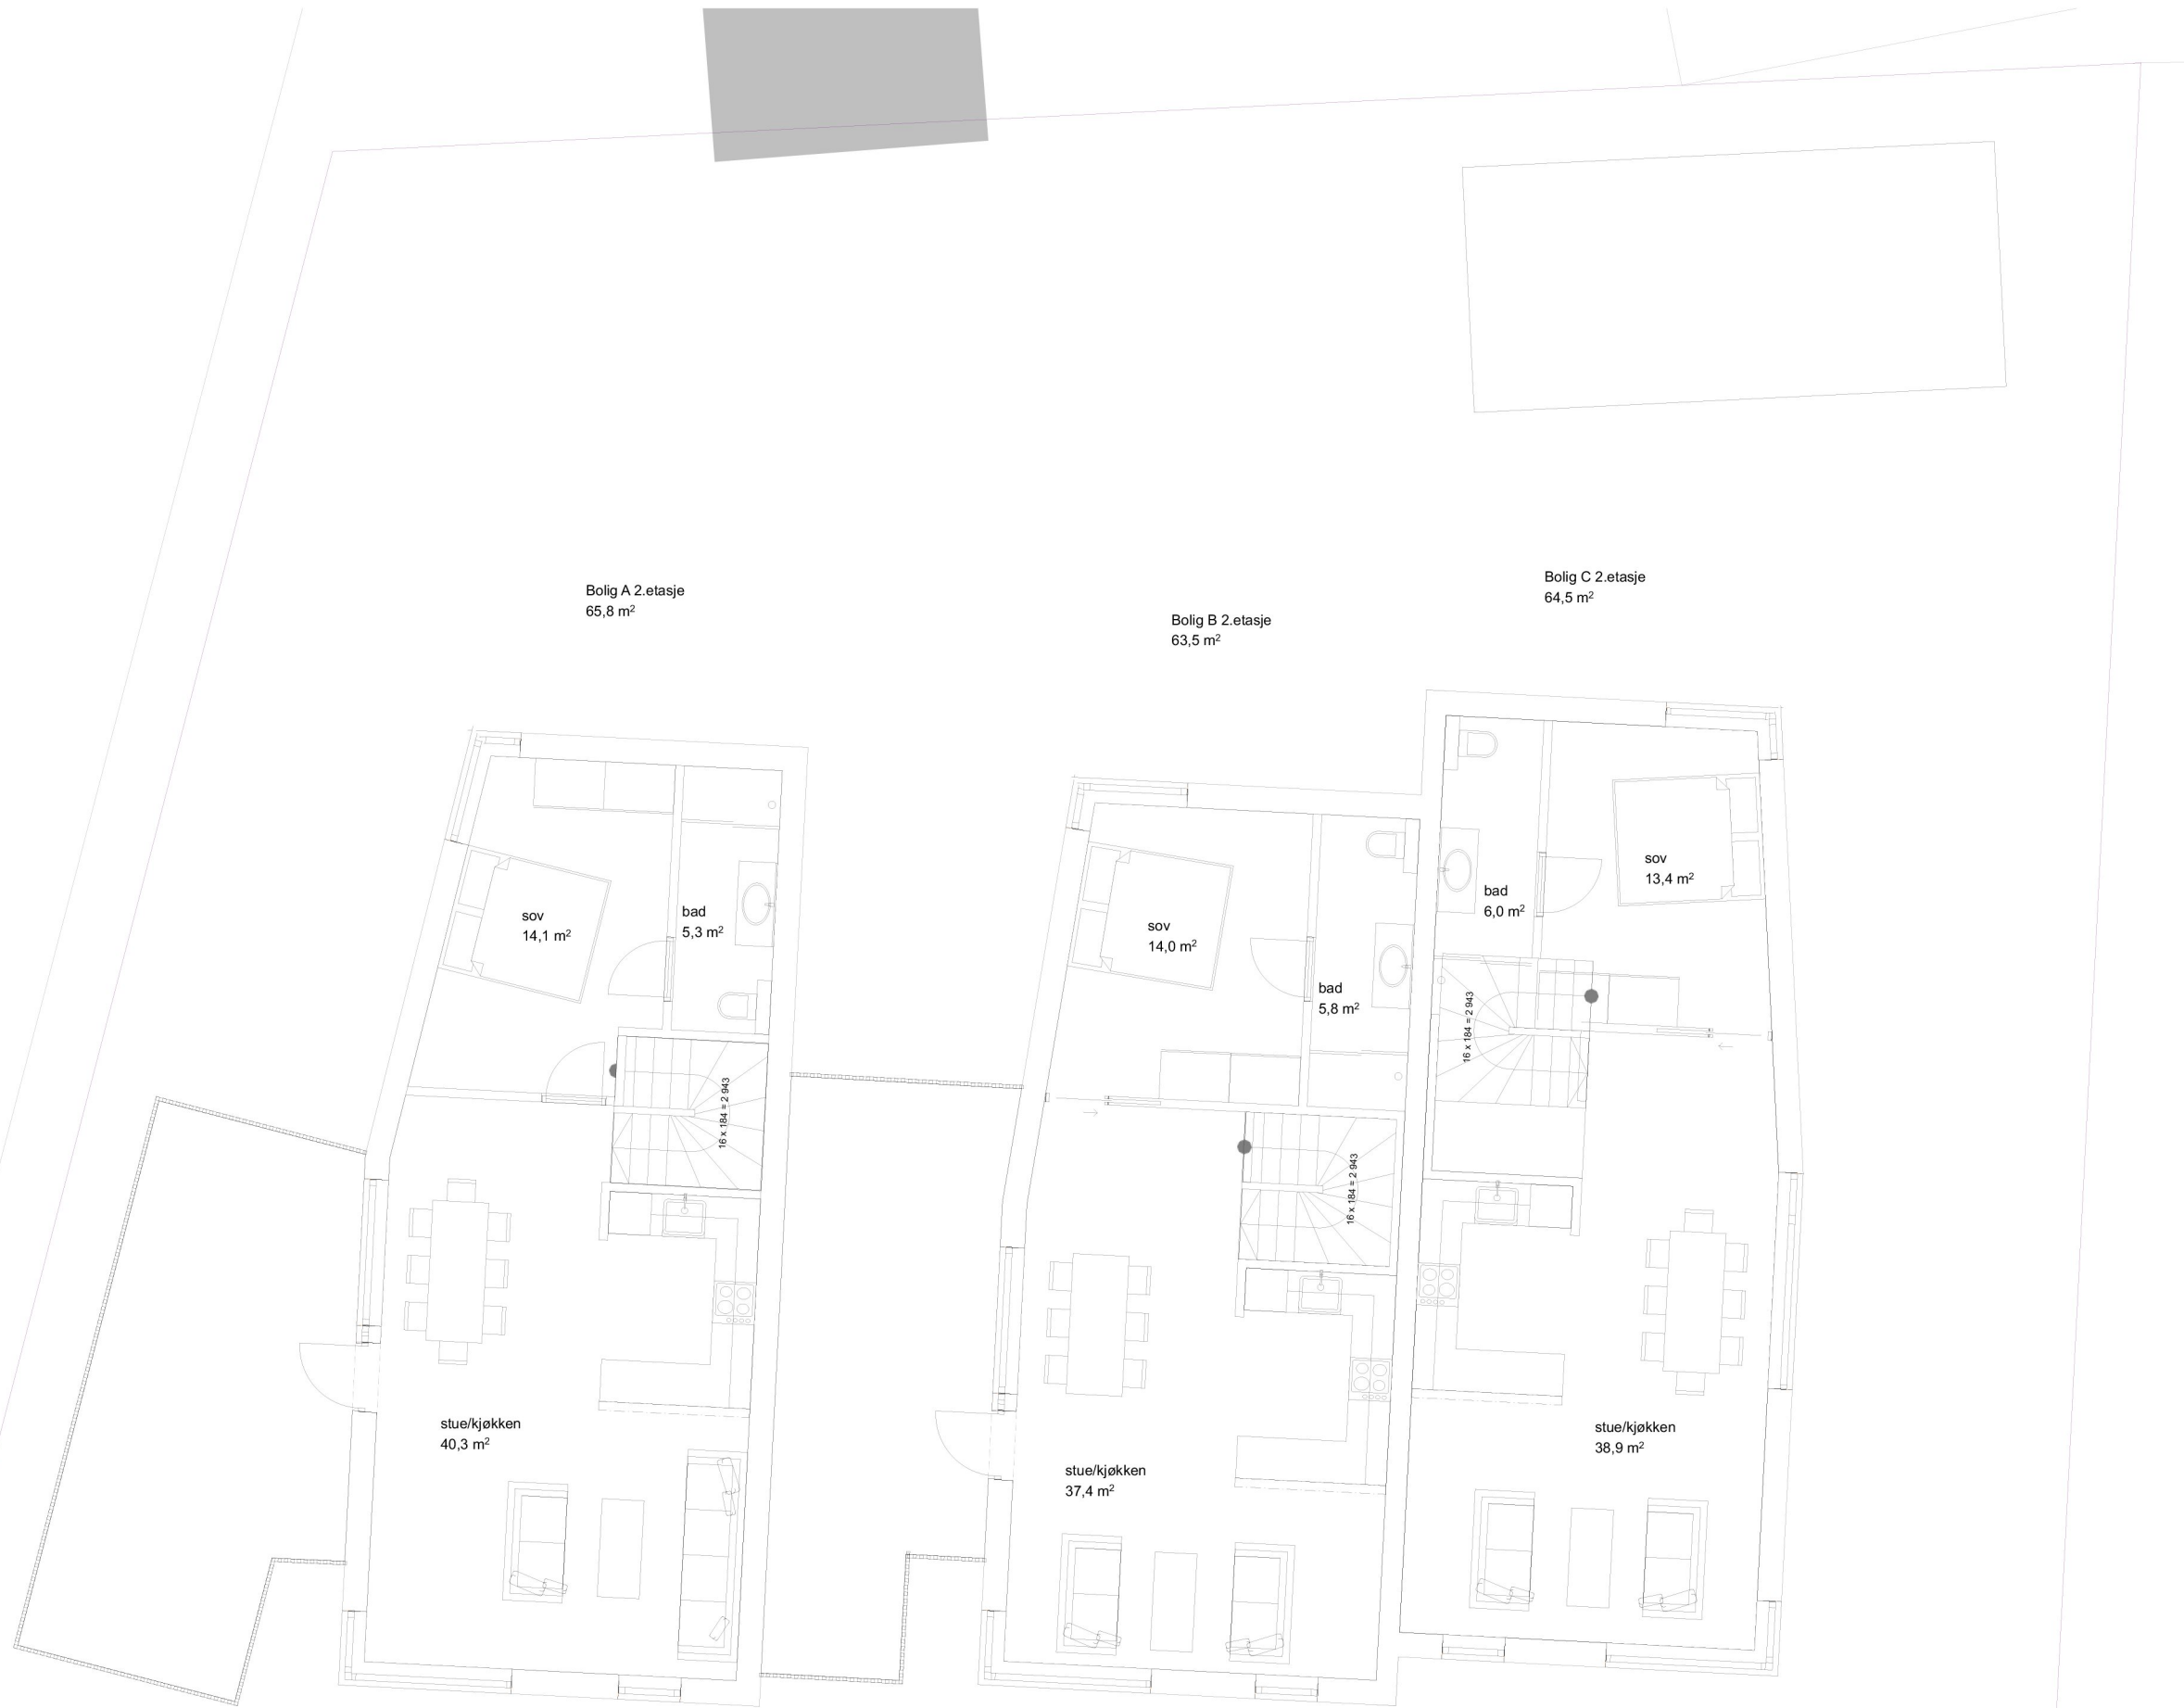 Bolig A 2.etasje
65,8 m²
Bolig B 2.etasje
63,5 m²
Bolig C 2.etasje
64,5 m²
sov
14,1 m²
bad
5,3 m²
16 x 184 = 2 943
stue/kjøkken
40,3 m²
sov
14,0 m²
bad
5,8 m²
16 x 184 = 2 943
stue/kjøkken
37,4 m²
bad
6,0 m²
sov
13,4 m²
16 x 184 = 2 943
stue/kjøkken
38,9 m²